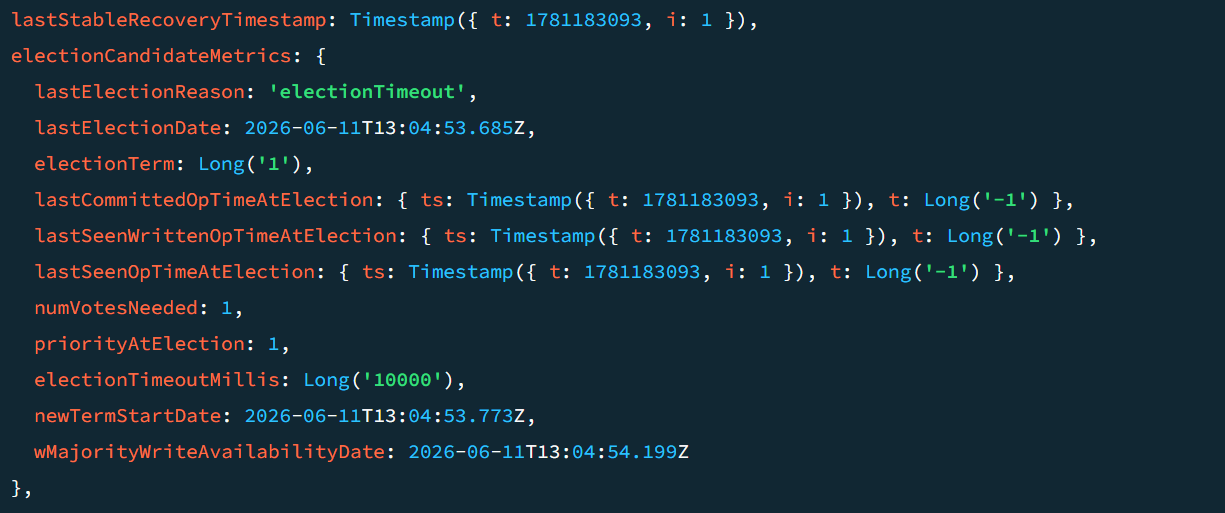 lastStableRecoveryTimestamp: Timestamp({ t: 1781183093, i: 1 }),
electionCandidateMetrics: {
  lastElectionReason: 'electionTimeout',
  lastElectionDate: 2026-06-11T13:04:53.685Z,
  electionTerm: Long('1'),
  lastCommittedOpTimeAtElection: { ts: Timestamp({ t: 1781183093, i: 1 }), t: Long('-1') },
  lastSeenWrittenOpTimeAtElection: { ts: Timestamp({ t: 1781183093, i: 1 }), t: Long('-1') },
  lastSeenOpTimeAtElection: { ts: Timestamp({ t: 1781183093, i: 1 }), t: Long('-1') },
  numVotesNeeded: 1,
  priorityAtElection: 1,
  electionTimeoutMillis: Long('10000'),
  newTermStartDate: 2026-06-11T13:04:53.773Z,
  wMajorityWriteAvailabilityDate: 2026-06-11T13:04:54.199Z
},